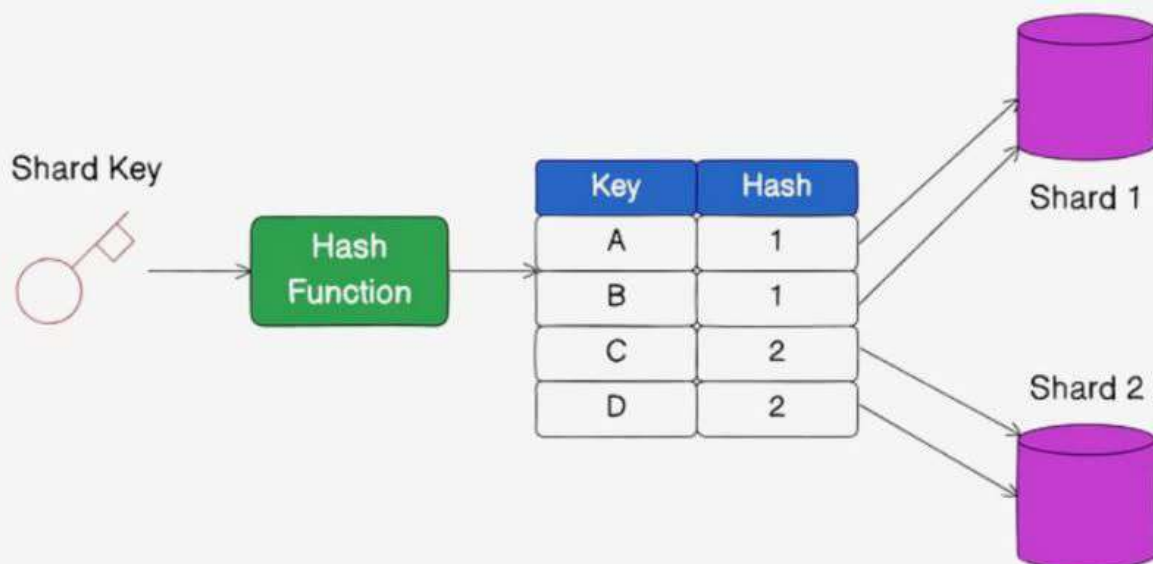 Shard Key
Hash
Function
Key Hash
A 1
B 1
C 2
D 2
Shard 1
Shard 2